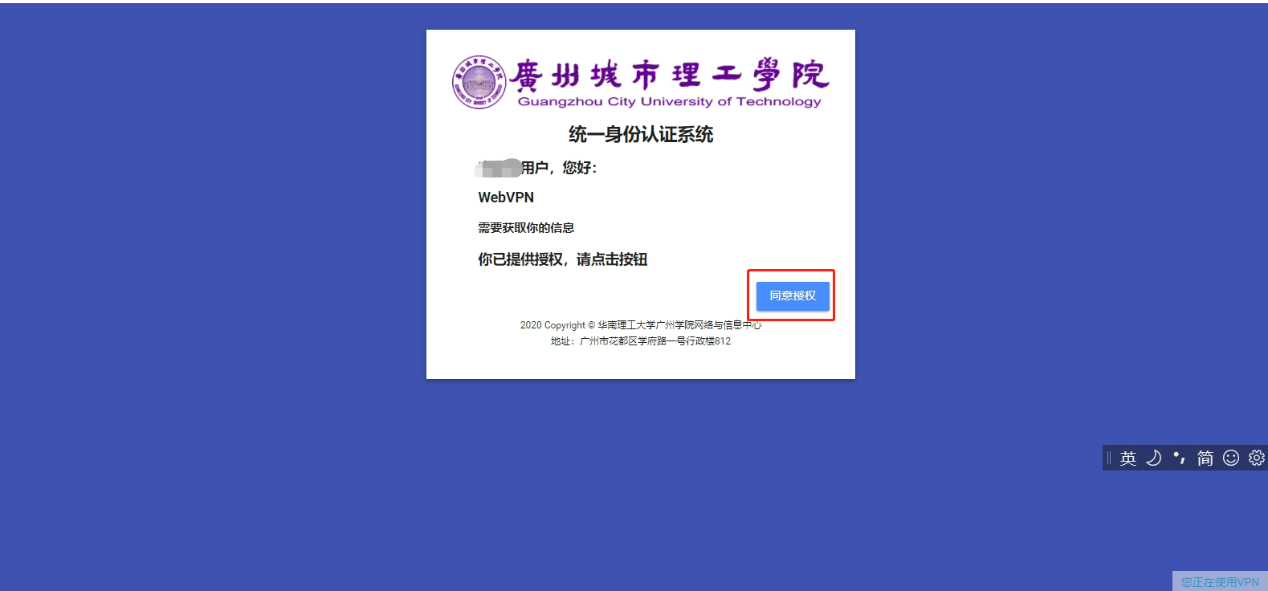 廣州城市理工學院
Guangzhou City University of Technology
统一身份认证系统
用户，您好：
WebVPN
需要获取你的信息
你已提供授权，请点击按钮
同意授权
2020 Copyright © 华南理工大学广州学院网络与信息中心
地址：广州市花都区学府路一号行政楼812
英 简
您正在使用VPN